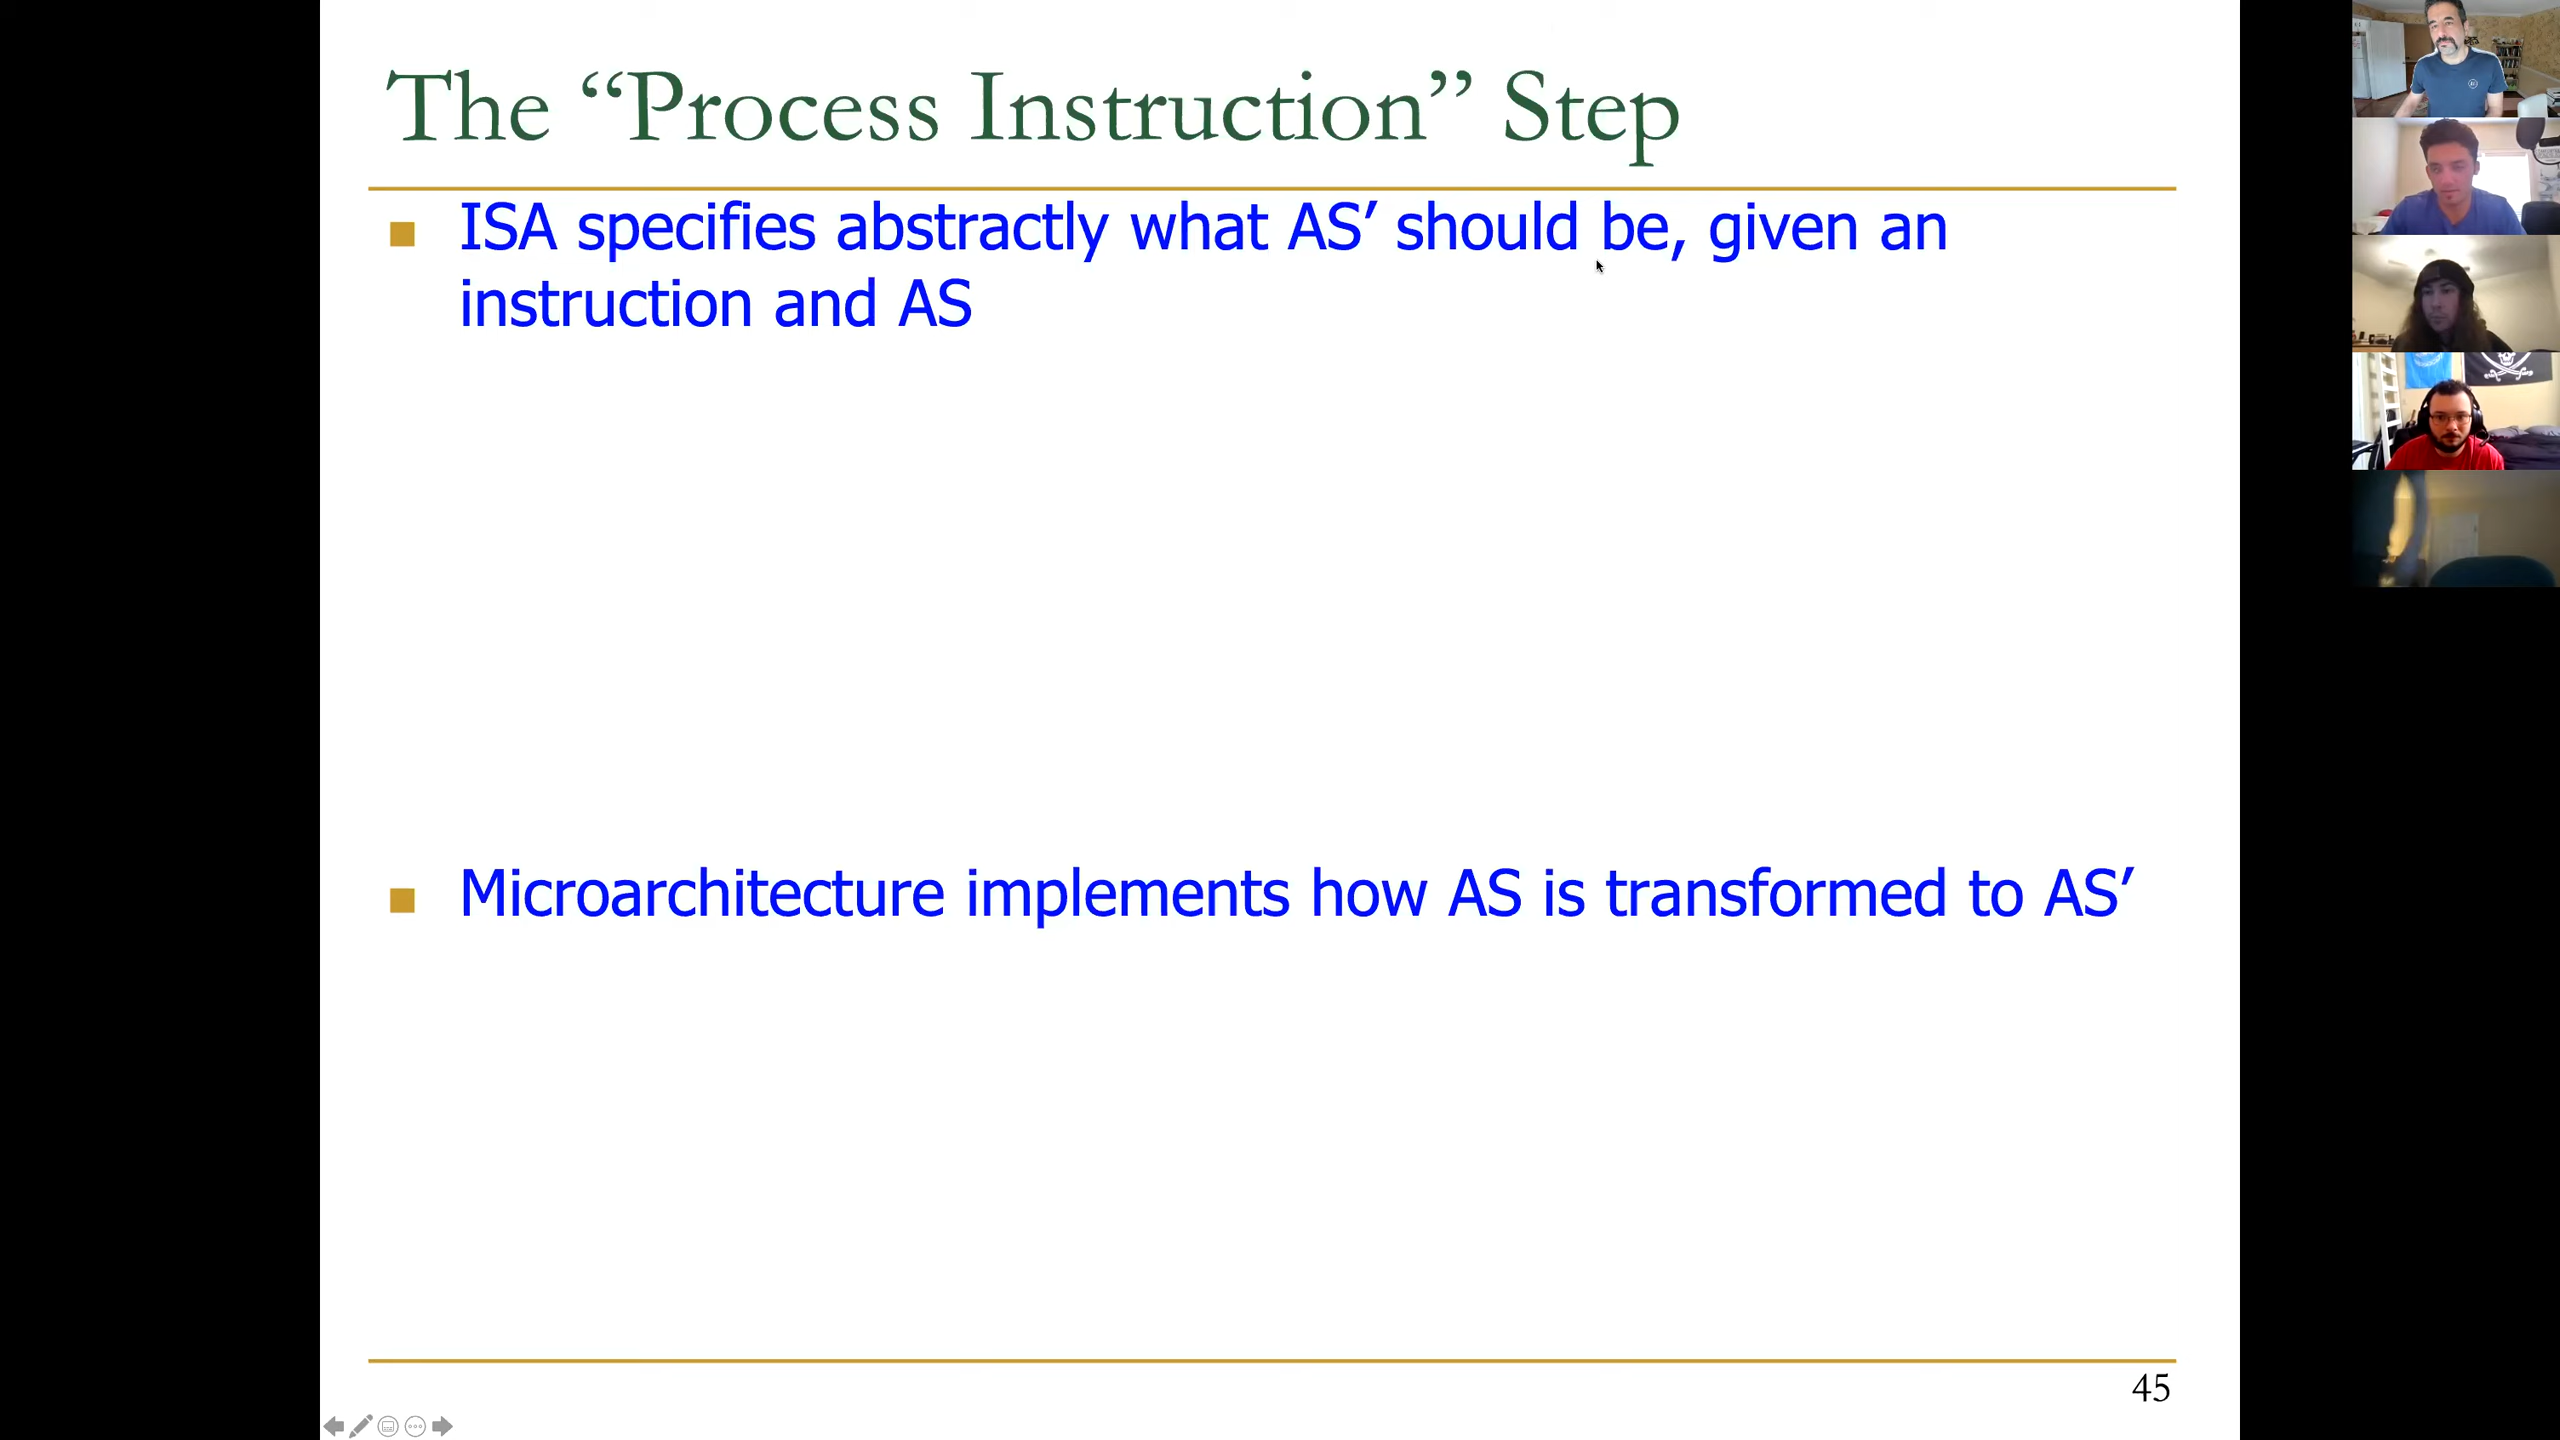 The “Process Instruction” Step
ISA specifies abstractly what AS’ should be, given an
instruction and AS
Microarchitecture implements how AS is transformed to AS’
45